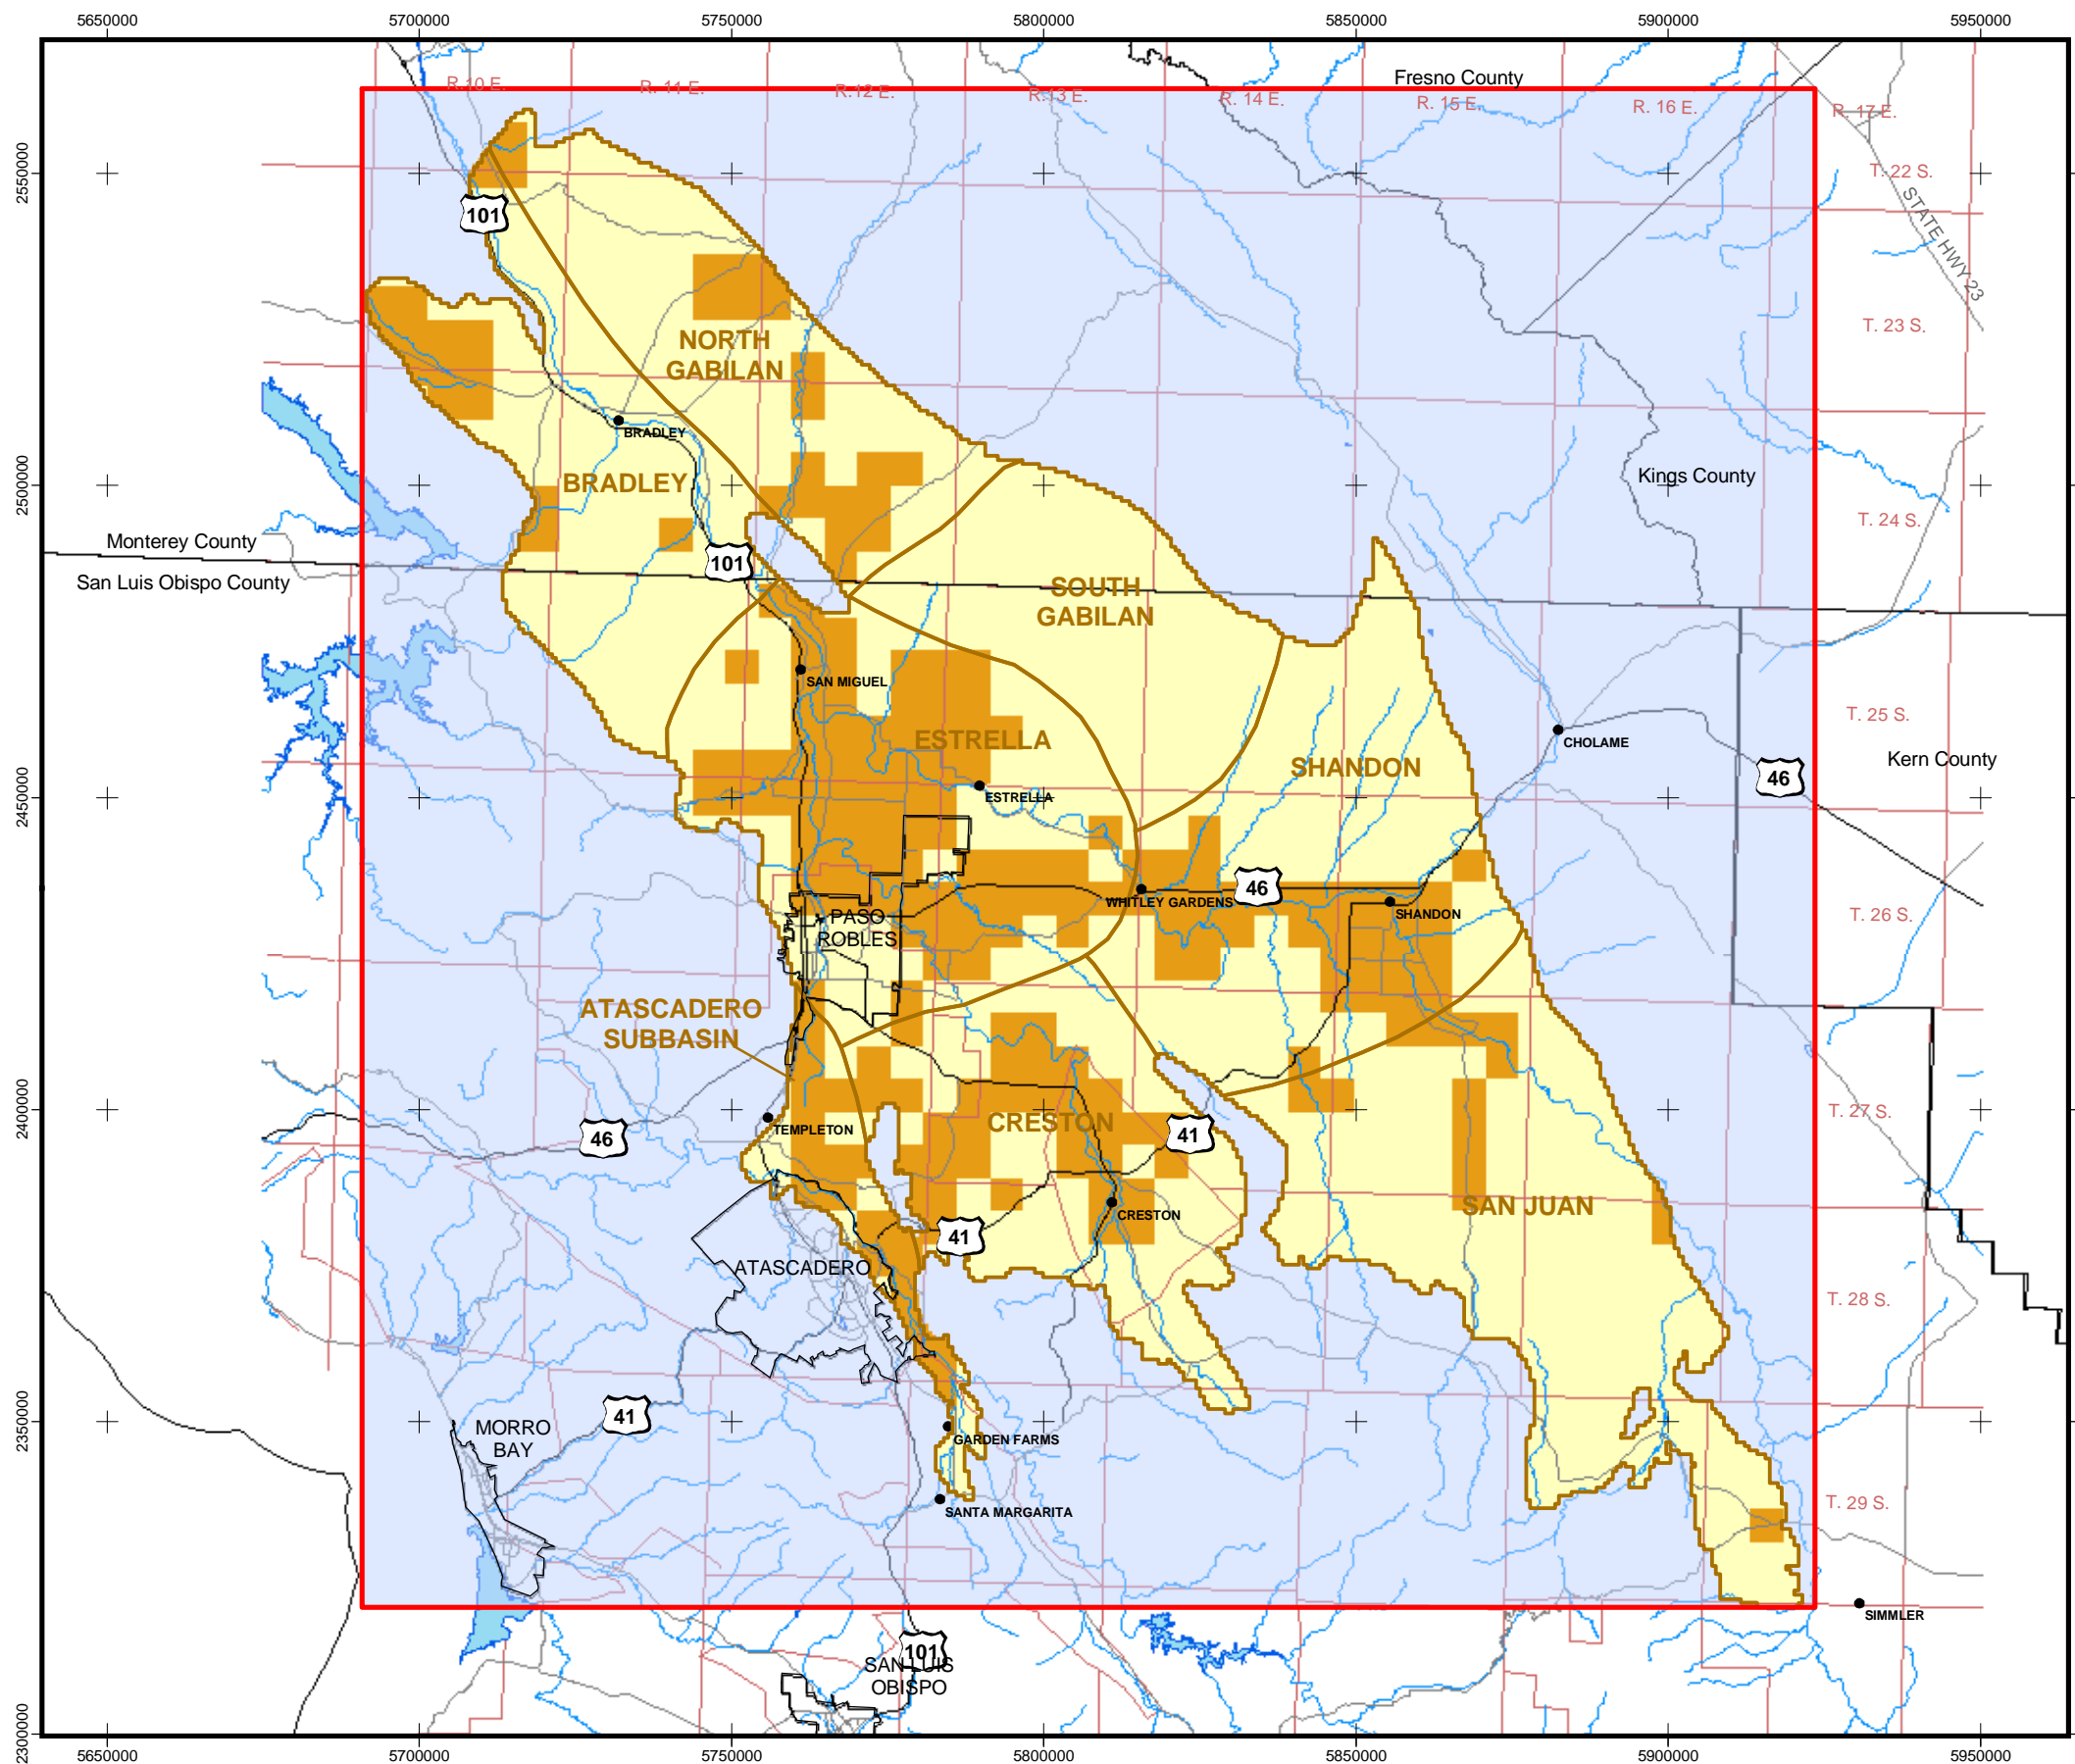 5650000 5700000 5750000 5800000 5850000 5900000 5950000
Fresno County
R. 10 E. R. 11 E. R.12 E. R.13 E. R. 14 E. R. 15 E. R. 16 E. R. 17 E.
2550000
T. 22 S.
STATE HWY 23
101
T. 23 S.
NORTH
GABILAN
BRADLEY
BRADLEY
2500000
Kings County
T. 24 S.
Monterey County
101
San Luis Obispo County
SOUTH
GABILAN
SAN MIGUEL
T. 25 S.
ESTRELLA
CHOLAME
SHANDON
Kern County
46
ESTRELLA
2450000
46
WHITLEY GARDENS
SHANDON
T. 26 S.
PASO
ROBLES
ATASCADERO
SUBBASIN
2400000
T. 27 S.
CRESTON
TEMPLETON
46
41
SAN JUAN
CRESTON
41
ATASCADERO
T. 28 S.
2350000
41
MORRO
BAY
GARDEN FARMS
T. 29 S.
SANTA MARGARITA
SIMMLER
101
SAN LUIS
OBISPO
2300000
5650000 5700000 5750000 5800000 5850000 5900000 5950000